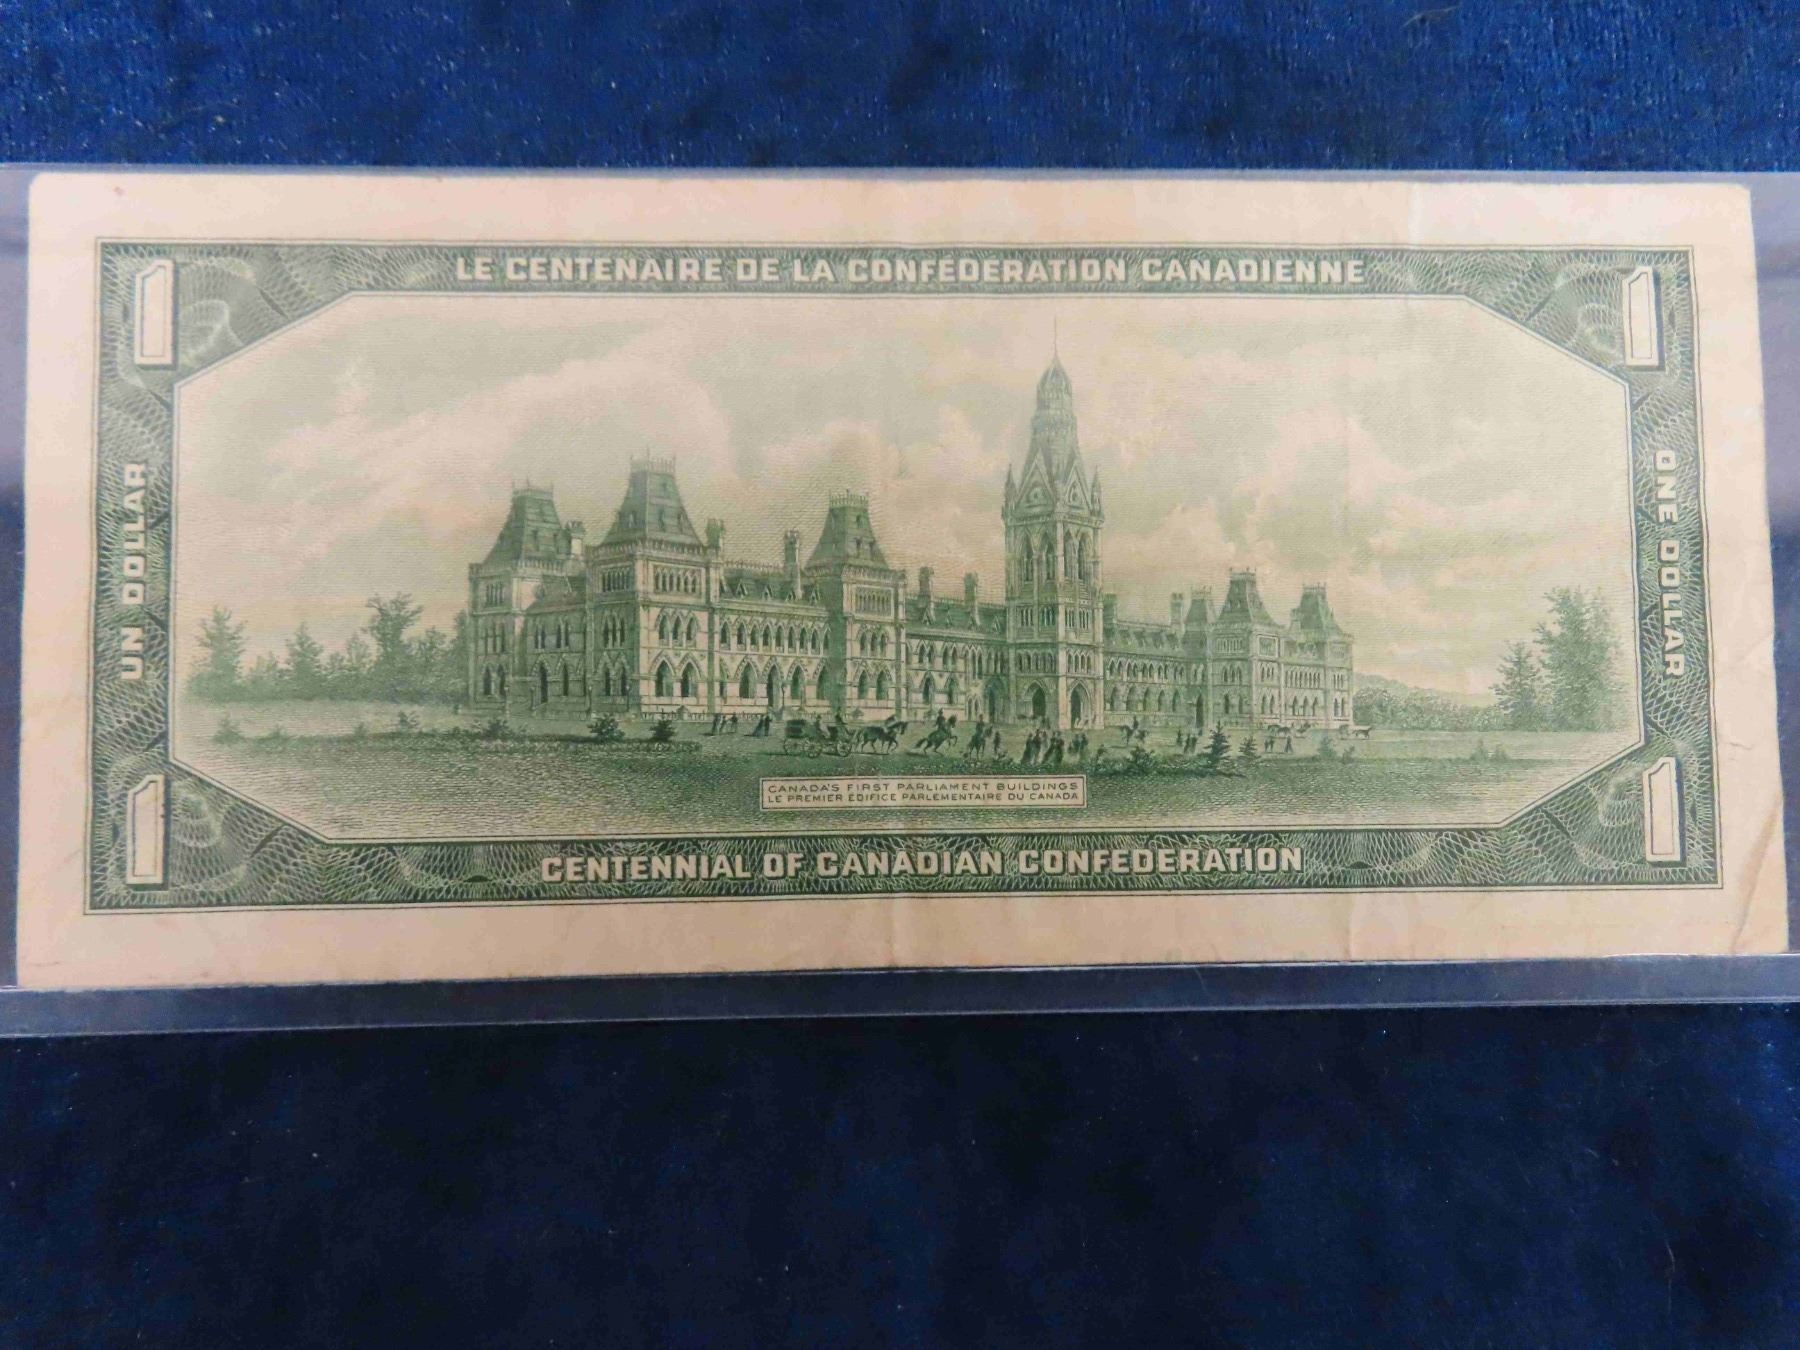 1 LE CENTENAIRE DE LA CONFEDERATION CANADIENNE 1
UN DOLLAR
ONE DOLLAR
CANADA'S FIRST PARLIAMENT BUILDINGS
LE PREMIER EDIFICE PARLEMENTAIRE DU CANADA
1 CENTENNIAL OF CANADIAN CONFEDERATION 1